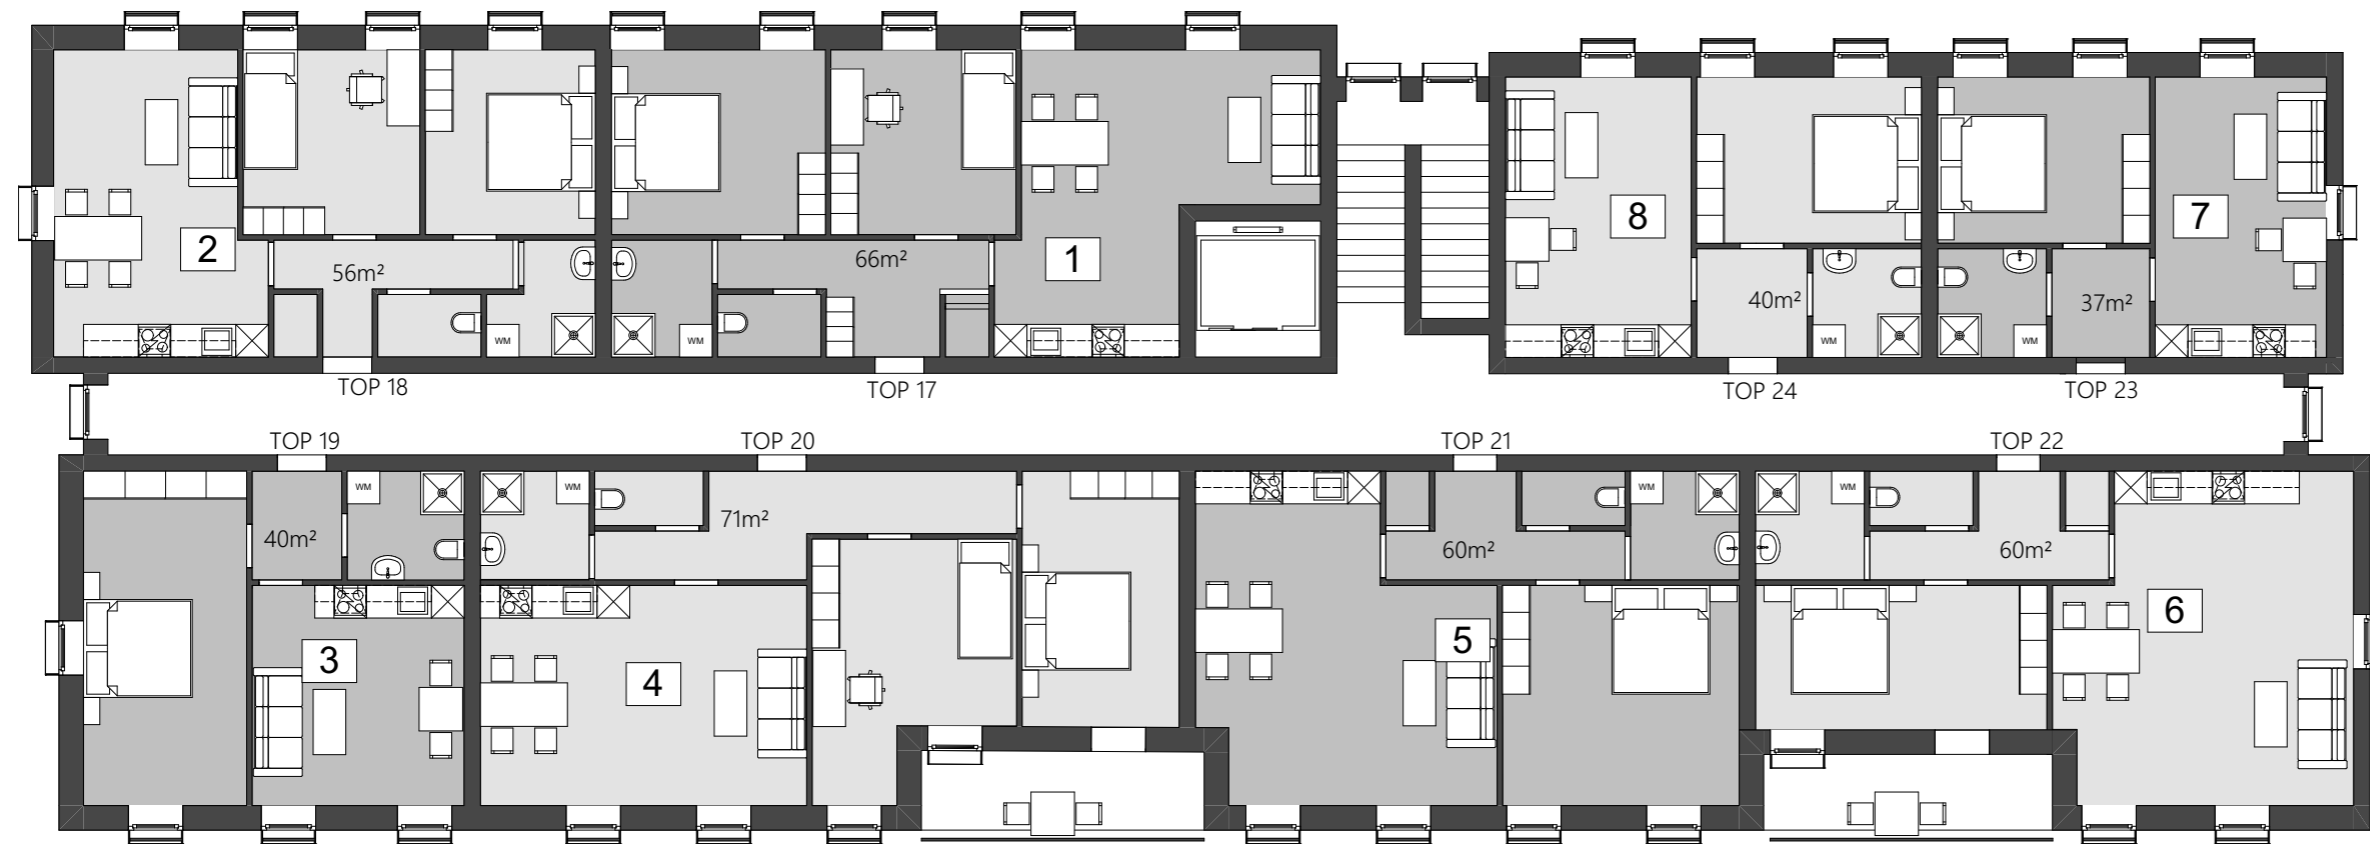 2
56m²
WM
WM
66m²
1
8
40m²
WM
WM
37m²
7
TOP 18
TOP 17
TOP 24
TOP 23
TOP 19
TOP 20
TOP 21
TOP 22
40m²
WM
3
WM
71m²
4
60m²
WM
5
WM
60m²
6